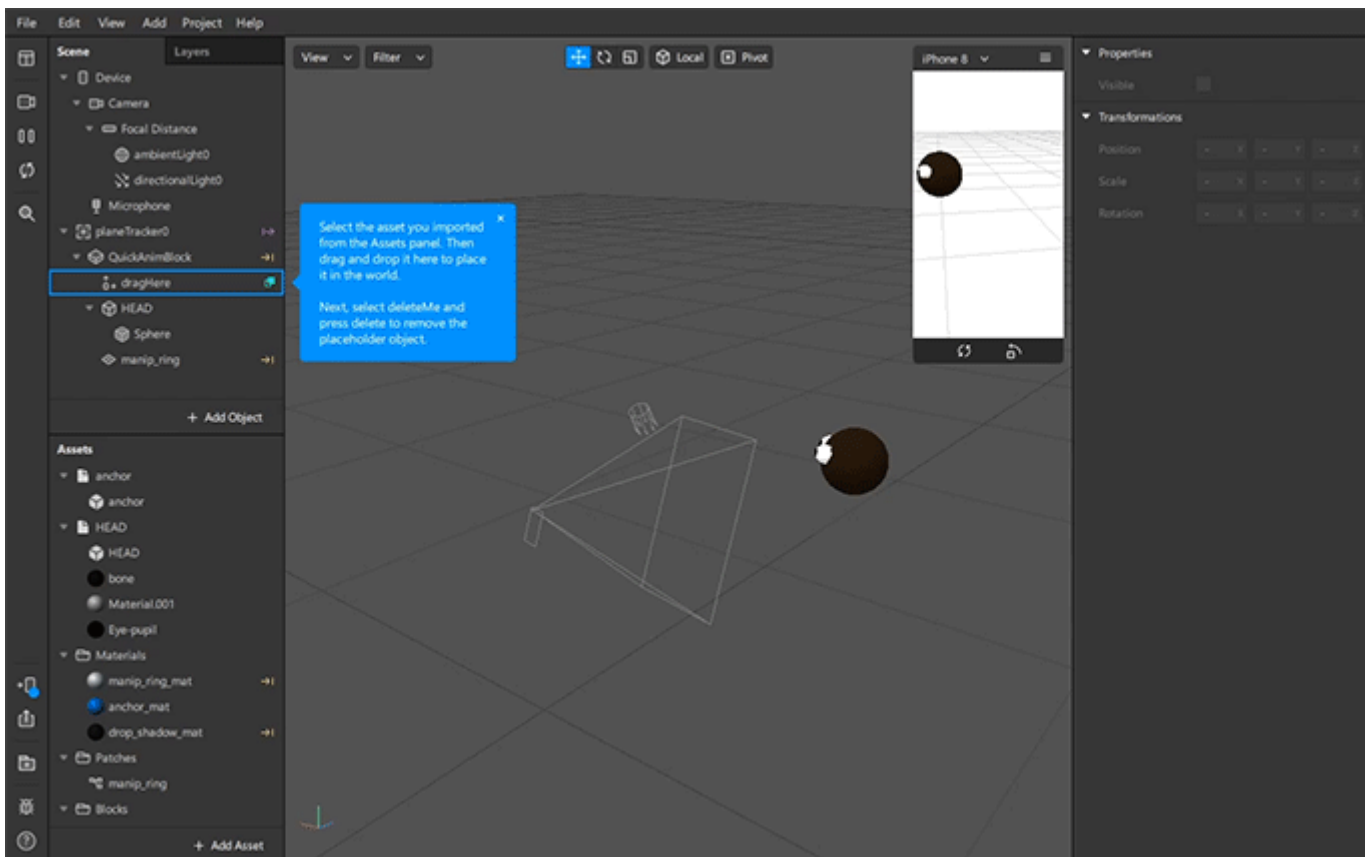 File Edit View Add Project Help
Scene Layers
Device
Camera
Focal Distance
ambientLight0
directionalLight0
Microphone
planeTracker0
QuickAnimBlock
dragHere
HEAD
Sphere
manip_ring
+ Add Object
Assets
anchor
anchor
HEAD
HEAD
bone
Material.001
Eye-pupil
Materials
manip_ring_mat
anchor_mat
drop_shadow_mat
Patches
manip_ring
Blocks
+ Add Asset
View Filter Local Pivot
Select the asset you imported
from the Assets panel. Then
drag and drop it here to place
it in the world.
Next, select deleteMe and
press delete to remove the
placeholder object.
iPhone 8
Properties
Visible
Transformations
Position - X - Y - Z
Scale - X - Y - Z
Rotation - X - Y - Z